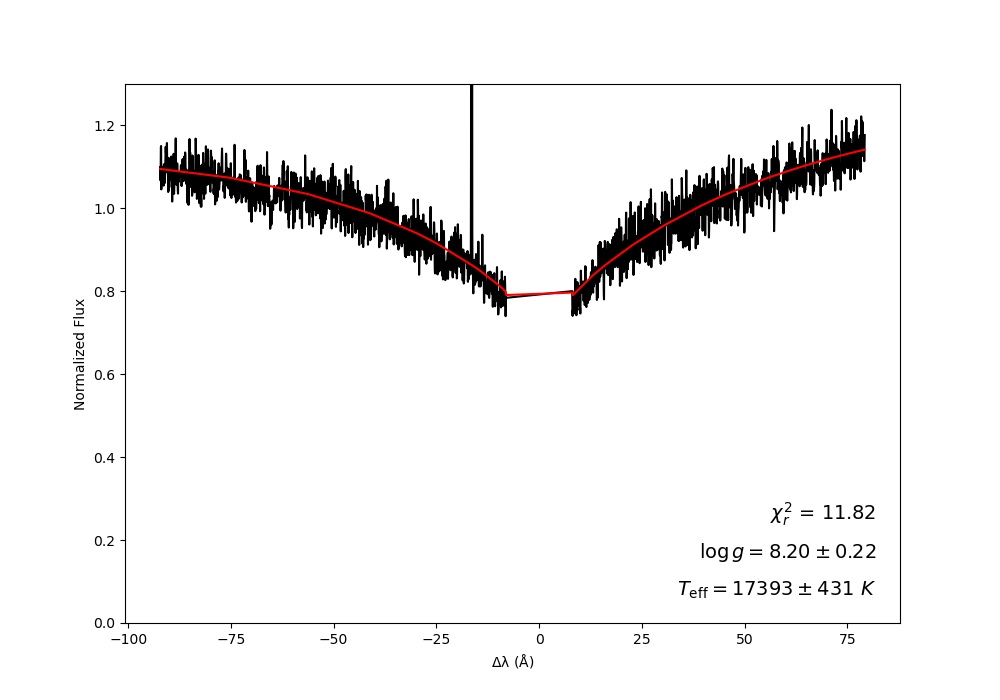 1.2
1.0
0.8
0.6
0.4
0.2
0.0
Normalized Flux
χ²ᵣ = 11.82
log g = 8.20 ± 0.22
T_eff = 17393 ± 431 K
−100 −75 −50 −25 0 25 50 75
Δλ (Å)